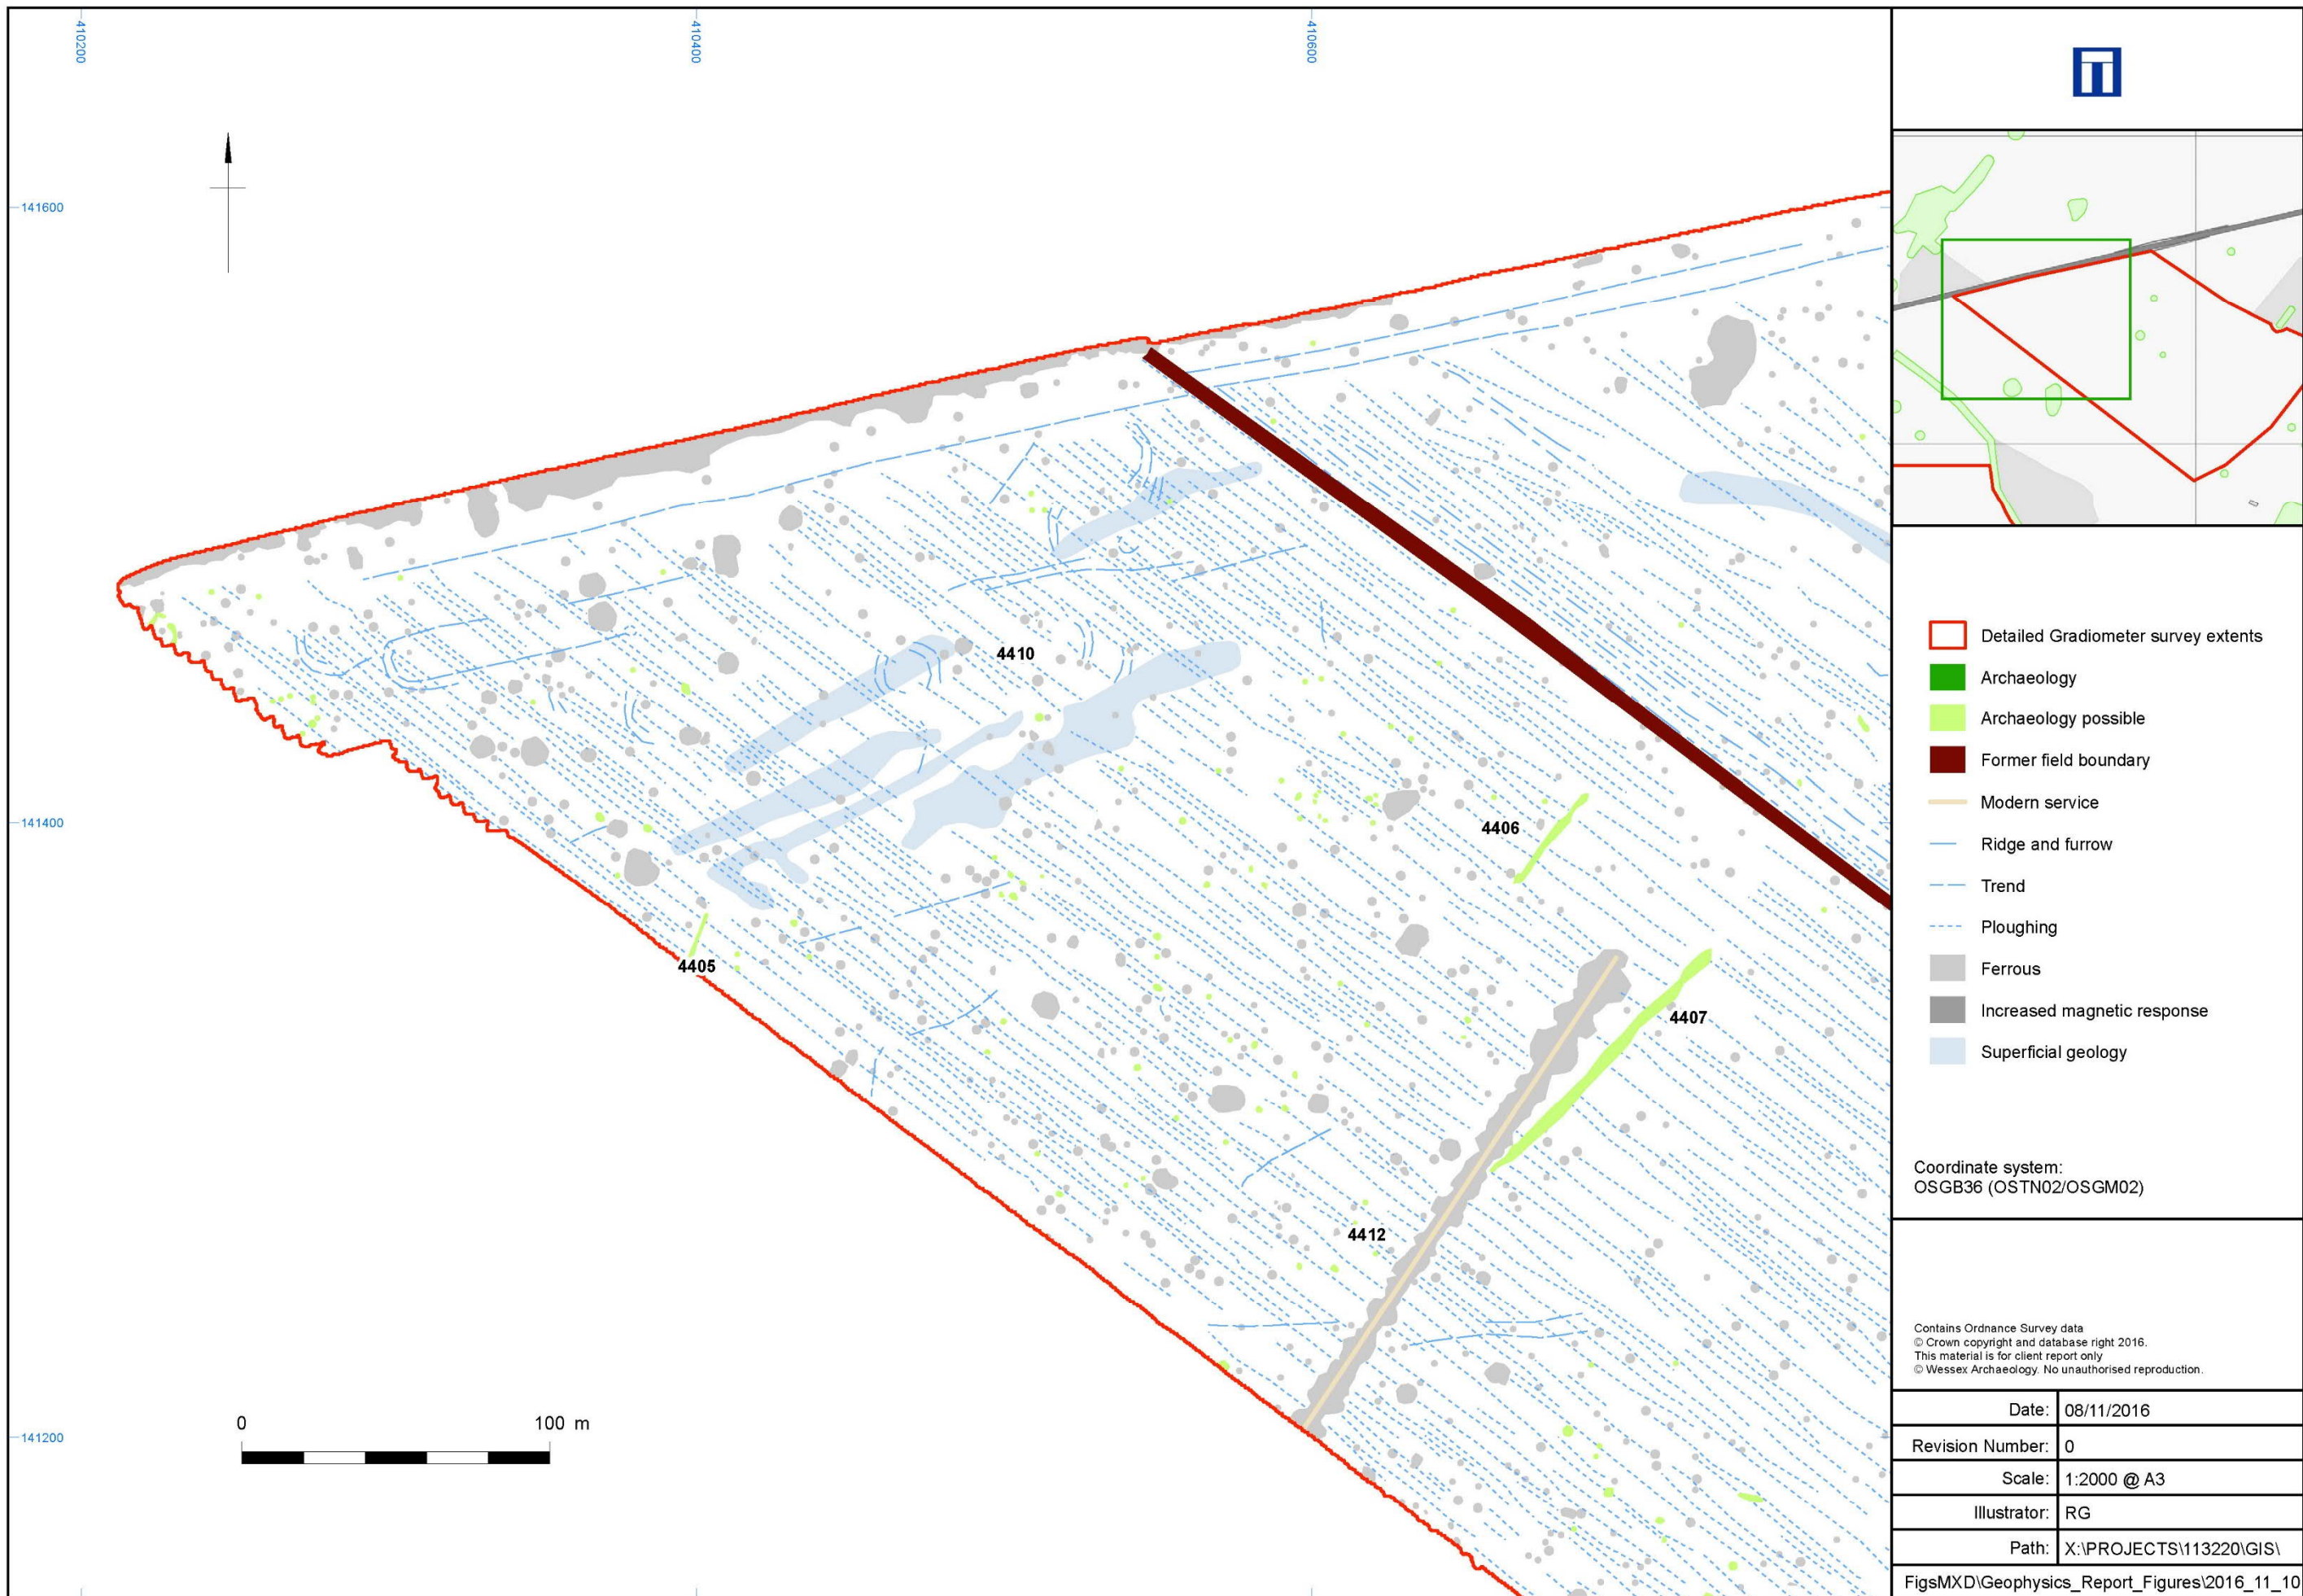 410200
410400
410600
141600
141400
141200
4410
4406
4405
4407
4412
0 100 m
Detailed Gradiometer survey extents
Archaeology
Archaeology possible
Former field boundary
Modern service
Ridge and furrow
Trend
Ploughing
Ferrous
Increased magnetic response
Superficial geology
Coordinate system:
OSGB36 (OSTN02/OSGM02)
Contains Ordnance Survey data
© Crown copyright and database right 2016.
This material is for client report only
© Wessex Archaeology. No unauthorised reproduction.
Date: 08/11/2016
Revision Number: 0
Scale: 1:2000 @ A3
Illustrator: RG
Path: X:\PROJECTS\113220\GIS\
FigsMXD\Geophysics_Report_Figures\2016_11_10